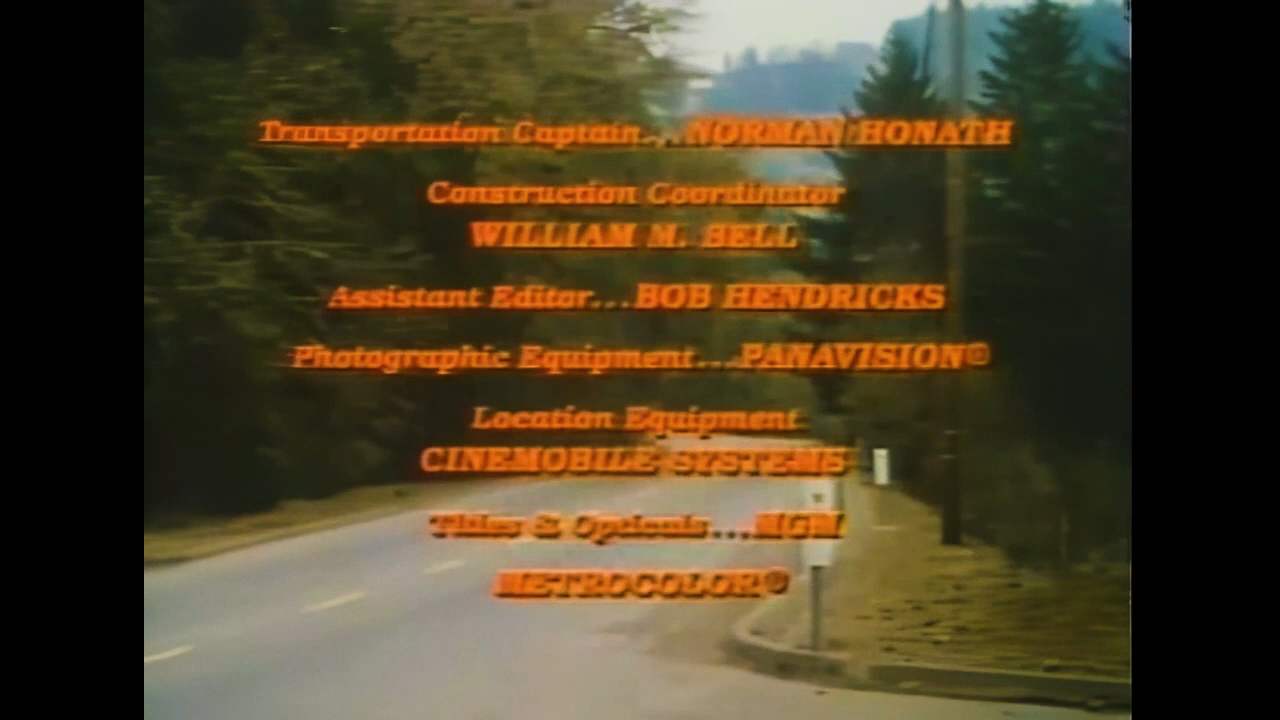 Transportation Captain...NORMAN HONATH
Construction Coordinator
WILLIAM M. BELL
Assistant Editor...BOB HENDRICKS
Photographic Equipment...PANAVISION®
Location Equipment
CINEMOBILE SYSTEMS
Titles & Opticals...MGM
METROCOLOR®